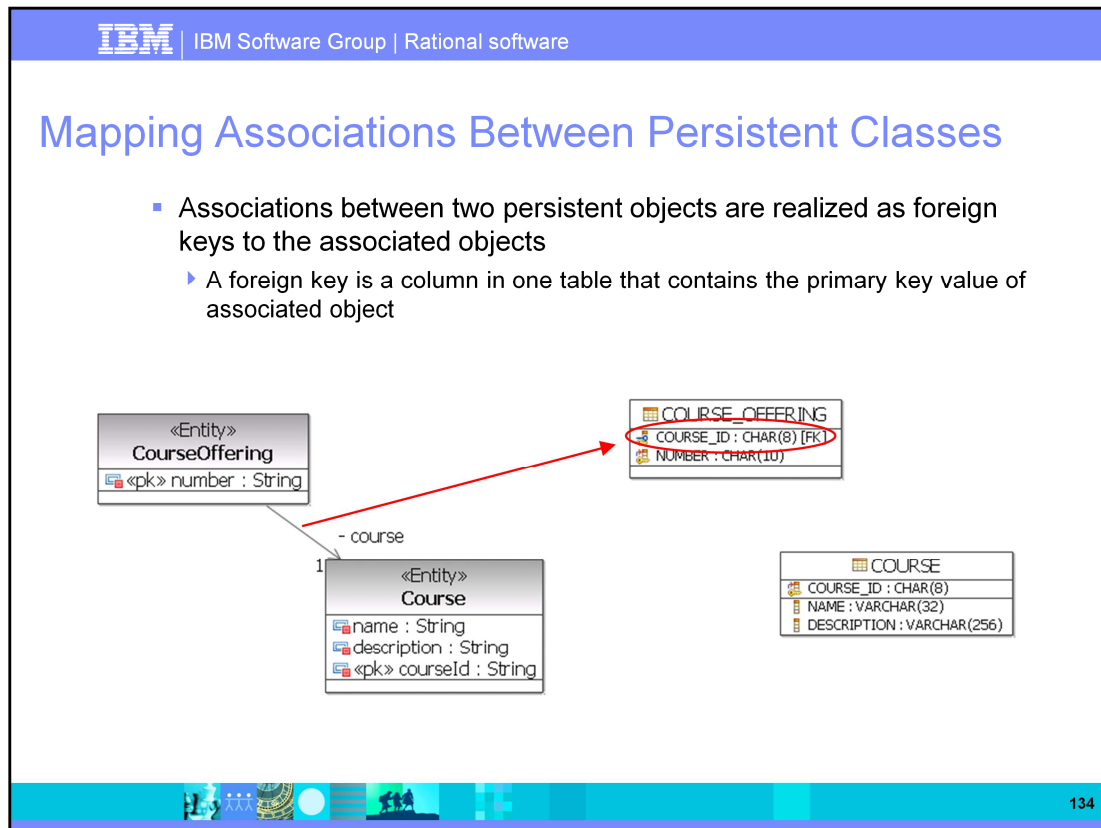 IBM | IBM Software Group | Rational software
Mapping Associations Between Persistent Classes
Associations between two persistent objects are realized as foreign
keys to the associated objects
A foreign key is a column in one table that contains the primary key value of
associated object
«Entity»
CourseOffering
«pk» number : String
- course
1
«Entity»
Course
name : String
description : String
«pk» courseId : String
COURSE_OFFERING
COURSE_ID : CHAR(8) [FK]
NUMBER : CHAR(10)
COURSE
COURSE_ID : CHAR(8)
NAME : VARCHAR(32)
DESCRIPTION : VARCHAR(256)
134